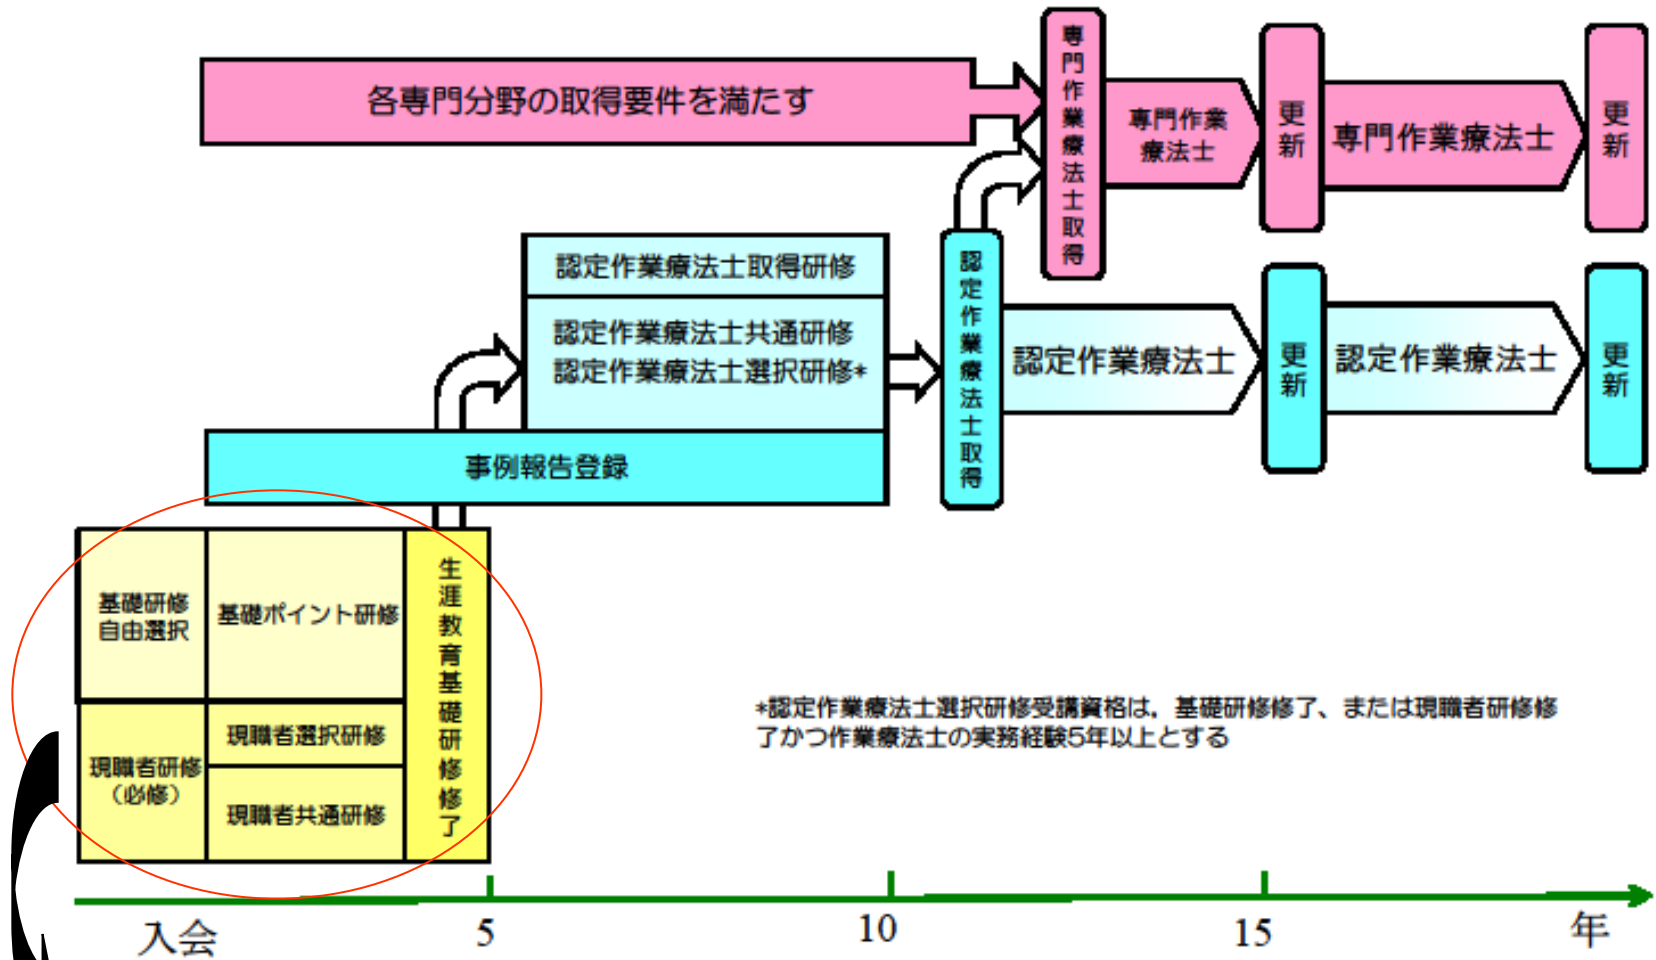 各専門分野の取得要件を満たす
専門作業療法士取得
専門作業
療法士
更新
専門作業療法士
更新
認定作業療法士取得研修
認定作業療法士共通研修
認定作業療法士選択研修*
事例報告登録
認定作業療法士取得
認定作業療法士
更新
認定作業療法士
更新
基礎研修
自由選択
基礎ポイント研修
生涯教育基礎研修修了
現職者研修
（必修）
現職者選択研修
現職者共通研修
*認定作業療法士選択研修受講資格は，基礎研修修了、または現職者研修修
了かつ作業療法士の実務経験5年以上とする
入会
5
10
15
年